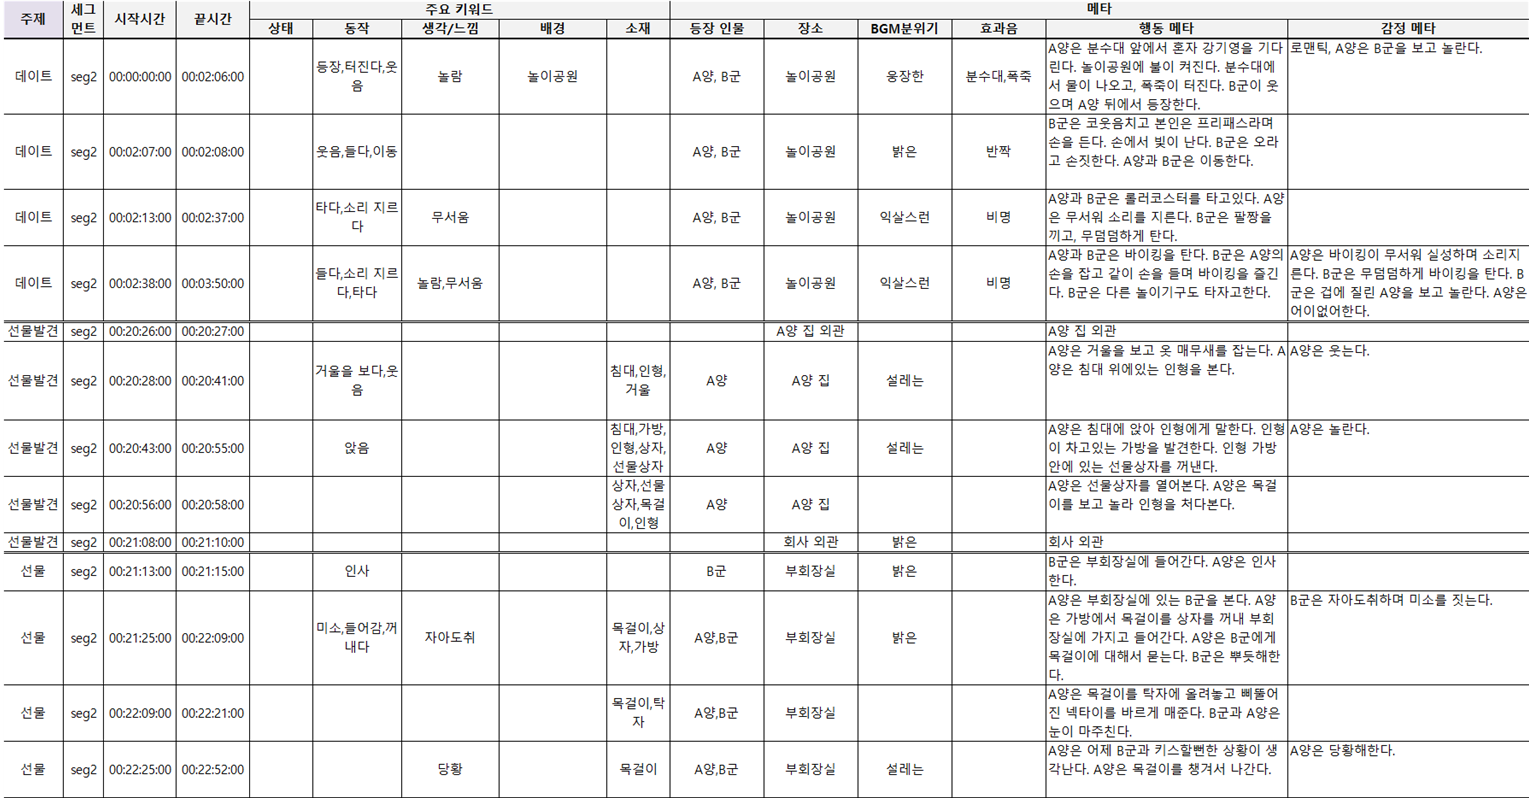 주제 세그먼트 시작시간 끝시간 주요 키워드 메타
상태 동작 생각/느낌 배경 소재 등장 인물 장소 BGM분위기 효과음 행동 메타 감정 메타
데이트 seg2 00:00:00:00 00:02:06:00 등장,터진다,웃음 놀람 놀이공원 A양, B군 놀이공원 웅장한 분수대,폭죽
A양은 분수대 앞에서 혼자 강기영을 기다
린다. 놀이공원에 불이 켜진다. 분수대에
서 물이 나오고, 폭죽이 터진다. B군이 웃
으며 A양 뒤에서 등장한다.
로맨틱, A양은 B군을 보고 놀란다.
데이트 seg2 00:02:07:00 00:02:08:00 웃음,들다,이동 A양, B군 놀이공원 밝은 반짝
B군은 코웃음치고 본인은 프리패스라며
손을 든다. 손에서 빛이 난다. B군은 오라
고 손짓한다. A양과 B군은 이동한다.
데이트 seg2 00:02:13:00 00:02:37:00 타다,소리 지르다 무서움 A양, B군 놀이공원 익살스런 비명
A양과 B군은 롤러코스터를 타고있다. A양
은 무서워 소리를 지른다. B군은 팔짱을
끼고, 무덤덤하게 탄다.
데이트 seg2 00:02:38:00 00:03:50:00 들다,소리 지르다,타다 놀람,무서움 A양, B군 놀이공원 익살스런 비명
A양과 B군은 바이킹을 탄다. B군은 A양의
손을 잡고 같이 손을 들며 바이킹을 즐긴
다. B군은 다른 놀이기구도 타자고한다.
A양은 바이킹이 무서워 실성하며 소리지
른다. B군은 무덤덤하게 바이킹을 탄다. B
군은 겁에 질린 A양을 보고 놀란다. A양은
어이없어한다.
선물발견 seg2 00:20:26:00 00:20:27:00 A양 집 외관 A양 집 외관
선물발견 seg2 00:20:28:00 00:20:41:00 거울을 보다,웃음 침대,인형,거울 A양 A양 집 설레는
A양은 거울을 보고 옷 매무새를 잡는다. A
양은 침대 위에있는 인형을 본다.
A양은 웃는다.
선물발견 seg2 00:20:43:00 00:20:55:00 앉음 침대,가방,인형,상자,선물상자 A양 A양 집 설레는
A양은 침대에 앉아 인형에게 말한다. 인형
이 차고있는 가방을 발견한다. 인형 가방
안에 있는 선물상자를 꺼낸다.
A양은 놀란다.
선물발견 seg2 00:20:56:00 00:20:58:00 상자,선물상자,목걸이,인형 A양 A양 집
A양은 선물상자를 열어본다. A양은 목걸
이를 보고 놀라 인형을 쳐다본다.
선물발견 seg2 00:21:08:00 00:21:10:00 회사 외관 밝은 회사 외관
선물 seg2 00:21:13:00 00:21:15:00 인사 B군 부회장실 밝은
B군은 부회장실에 들어간다. A양은 인사
한다.
선물 seg2 00:21:25:00 00:22:09:00 미소,들어감,꺼내다 자아도취 목걸이,상자,가방 A양,B군 부회장실 밝은
A양은 부회장실에 있는 B군을 본다. A양
은 가방에서 목걸이를 상자를 꺼내 부회
장실에 가지고 들어간다. A양은 B군에게
목걸이에 대해서 묻는다. B군은 뿌듯해한
다.
B군은 자아도취하며 미소를 짓는다.
선물 seg2 00:22:09:00 00:22:21:00 목걸이,탁자 A양,B군 부회장실
A양은 목걸이를 탁자에 올려놓고 삐뚤어
진 넥타이를 바르게 매준다. B군과 A양은
눈이 마주친다.
선물 seg2 00:22:25:00 00:22:52:00 당황 목걸이 A양,B군 부회장실 설레는
A양은 어제 B군과 키스할뻔한 상황이 생
각난다. A양은 목걸이를 챙겨서 나간다.
A양은 당황해한다.